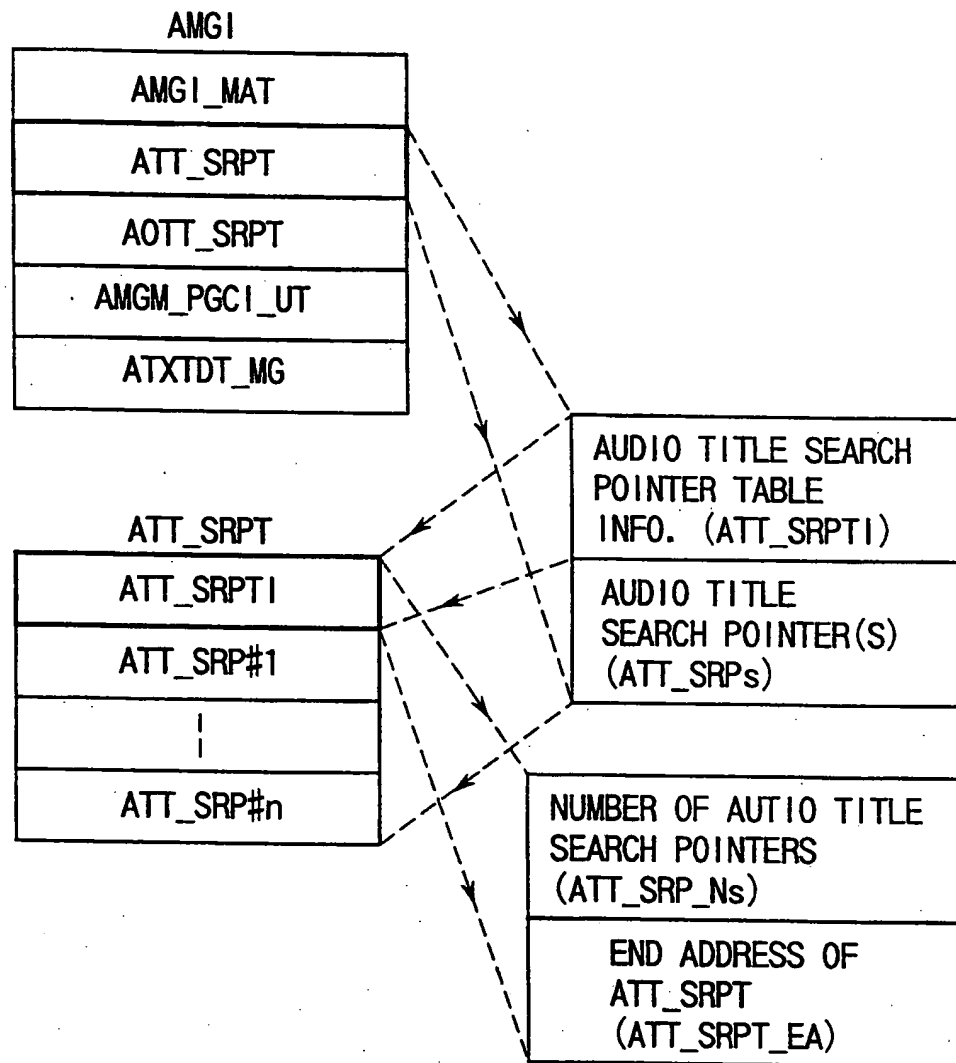 AMGI
AMGI_MAT
ATT_SRPT
AOTT_SRPT
AMGM_PGCI_UT
ATXTDT_MG
AUDIO TITLE SEARCH
POINTER TABLE
INFO. (ATT_SRPTI)
AUDIO TITLE
SEARCH POINTER(S)
(ATT_SRPs)
ATT_SRPT
ATT_SRPTI
ATT_SRP#1
ATT_SRP#n
NUMBER OF AUTIO TITLE
SEARCH POINTERS
(ATT_SRP_Ns)
END ADDRESS OF
ATT_SRPT
(ATT_SRPT_EA)